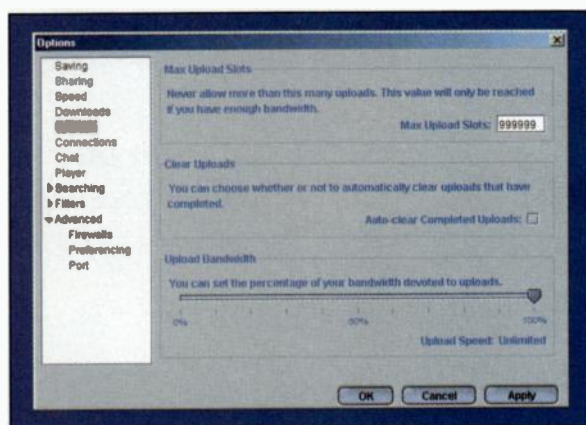 Options
Saving
Sharing
Speed
Downloads
Connections
Chat
Player
Searching
Filters
Advanced
Firewalls
Preferencing
Port
Max Upload Slots
Never allow more than this many uploads. This value will only be reached
if you have enough bandwidth.
Max Upload Slots: 999999
Clear Uploads
You can choose whether or not to automatically clear uploads that have
completed.
Auto-clear Completed Uploads:
Upload Bandwidth
You can set the percentage of your bandwidth devoted to uploads.
0% 50% 100%
Upload Speed: Unlimited
OK Cancel Apply